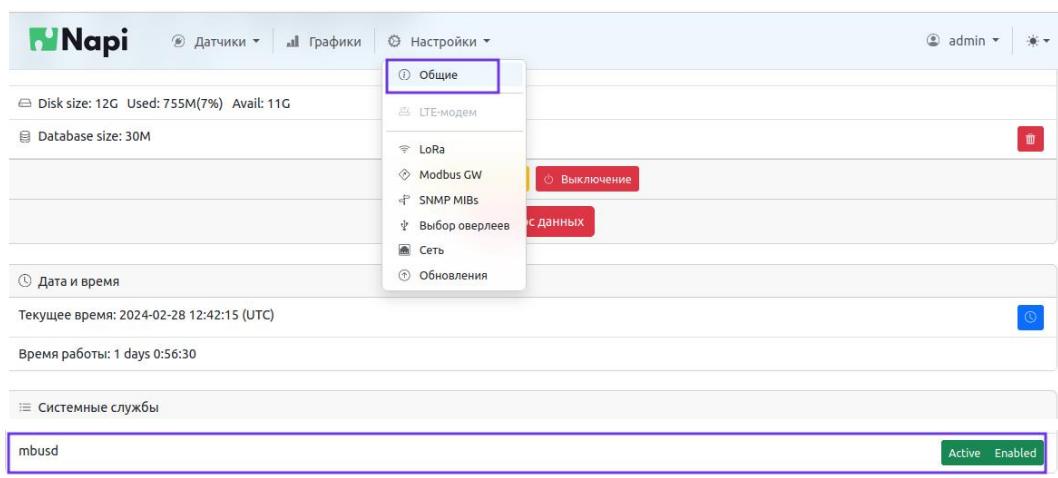 Napi Датчики Графики Настройки admin
Общие
Disk size: 12G Used: 755M(7%) Avail: 11G
LTE-модем
Database size: 30M
LoRa
Modbus GW
Выключение
SNMP MIBs
Выбор оверлеев
данных
Сеть
Обновления
Дата и время
Текущее время: 2024-02-28 12:42:15 (UTC)
Время работы: 1 days 0:56:30
Системные службы
mbusd Active Enabled